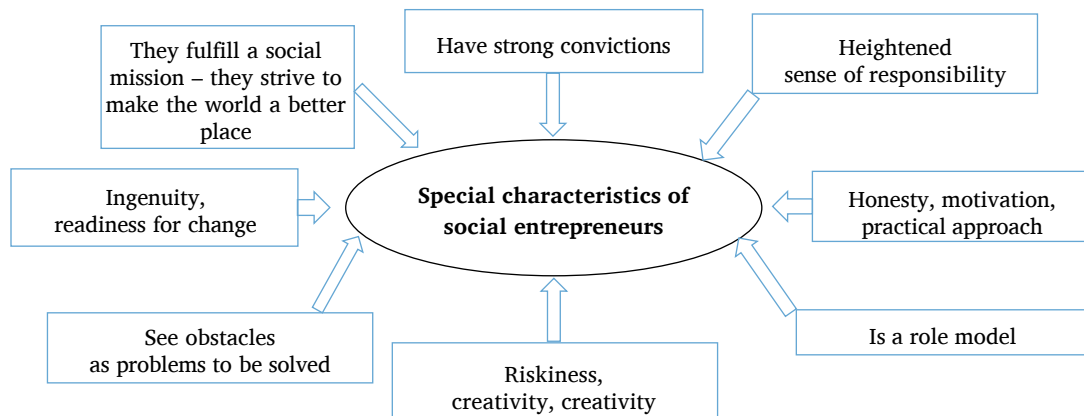 They fulfill a social
mission – they strive to
make the world a better
place
Have strong convictions
Heightened
sense of responsibility
Ingenuity,
readiness for change
Special characteristics of
social entrepreneurs
Honesty, motivation,
practical approach
See obstacles
as problems to be solved
Riskiness,
creativity, creativity
Is a role model